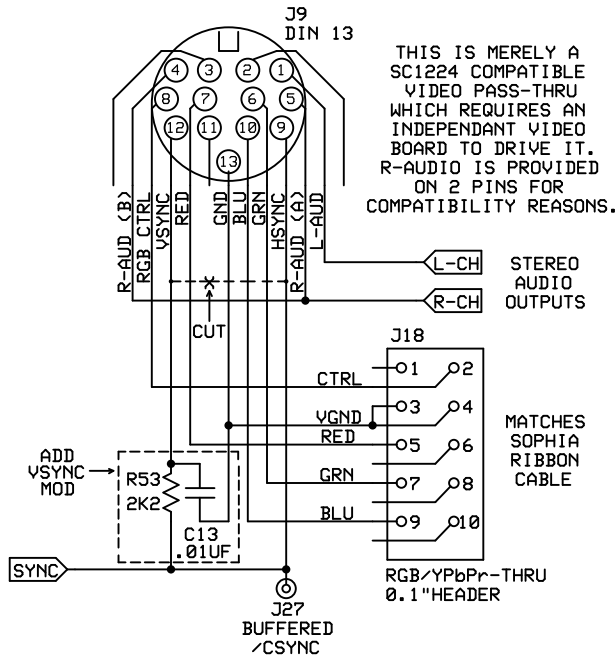 J9
DIN 13
THIS IS MERELY A
SC1224 COMPATIBLE
VIDEO PASS-THRU
WHICH REQUIRES AN
INDEPENDANT VIDEO
BOARD TO DRIVE IT.
R-AUDIO IS PROVIDED
ON 2 PINS FOR
COMPATIBILITY REASONS.
4 3 2 1
8 7 6 5
12 11 10 9
13
R-AUD (B)
RGB CTRL
VSYNC
RED
GND
BLU
GRN
HSYNC
R-AUD (A)
L-AUD
L-CH
R-CH
STEREO
AUDIO
OUTPUTS
CUT
J18
CTRL
VGND
RED
GRN
BLU
1 2
3 4
5 6
7 8
9 10
MATCHES
SOPHIA
RIBBON
CABLE
ADD
VSYNC
MOD
R53
2K2
C13
.01UF
SYNC
RGB/YPbPr-THRU
0.1"HEADER
J27
BUFFERED
/CSYNC